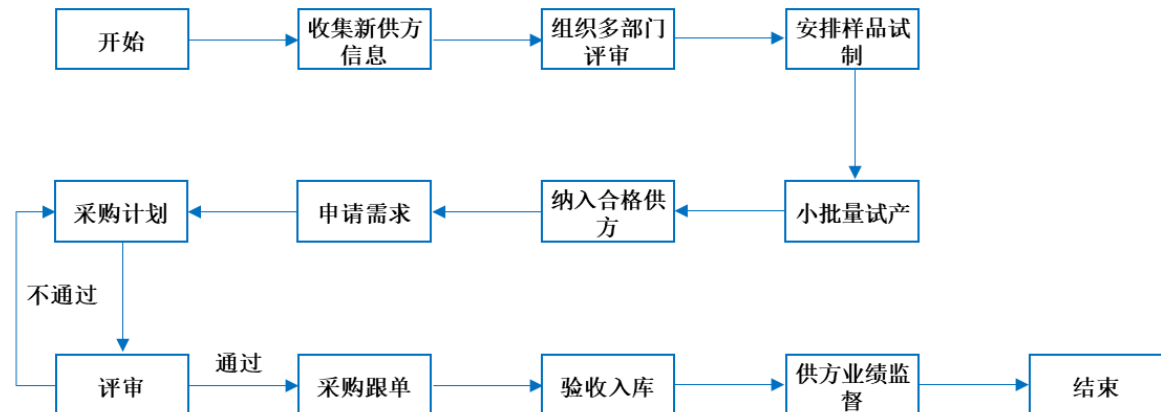 开始
收集新供方
信息
组织多部门
评审
安排样品试
制
采购计划
申请需求
纳入合格供
方
小批量试产
不通过
评审
通过
采购跟单
验收入库
供方业绩监
督
结束